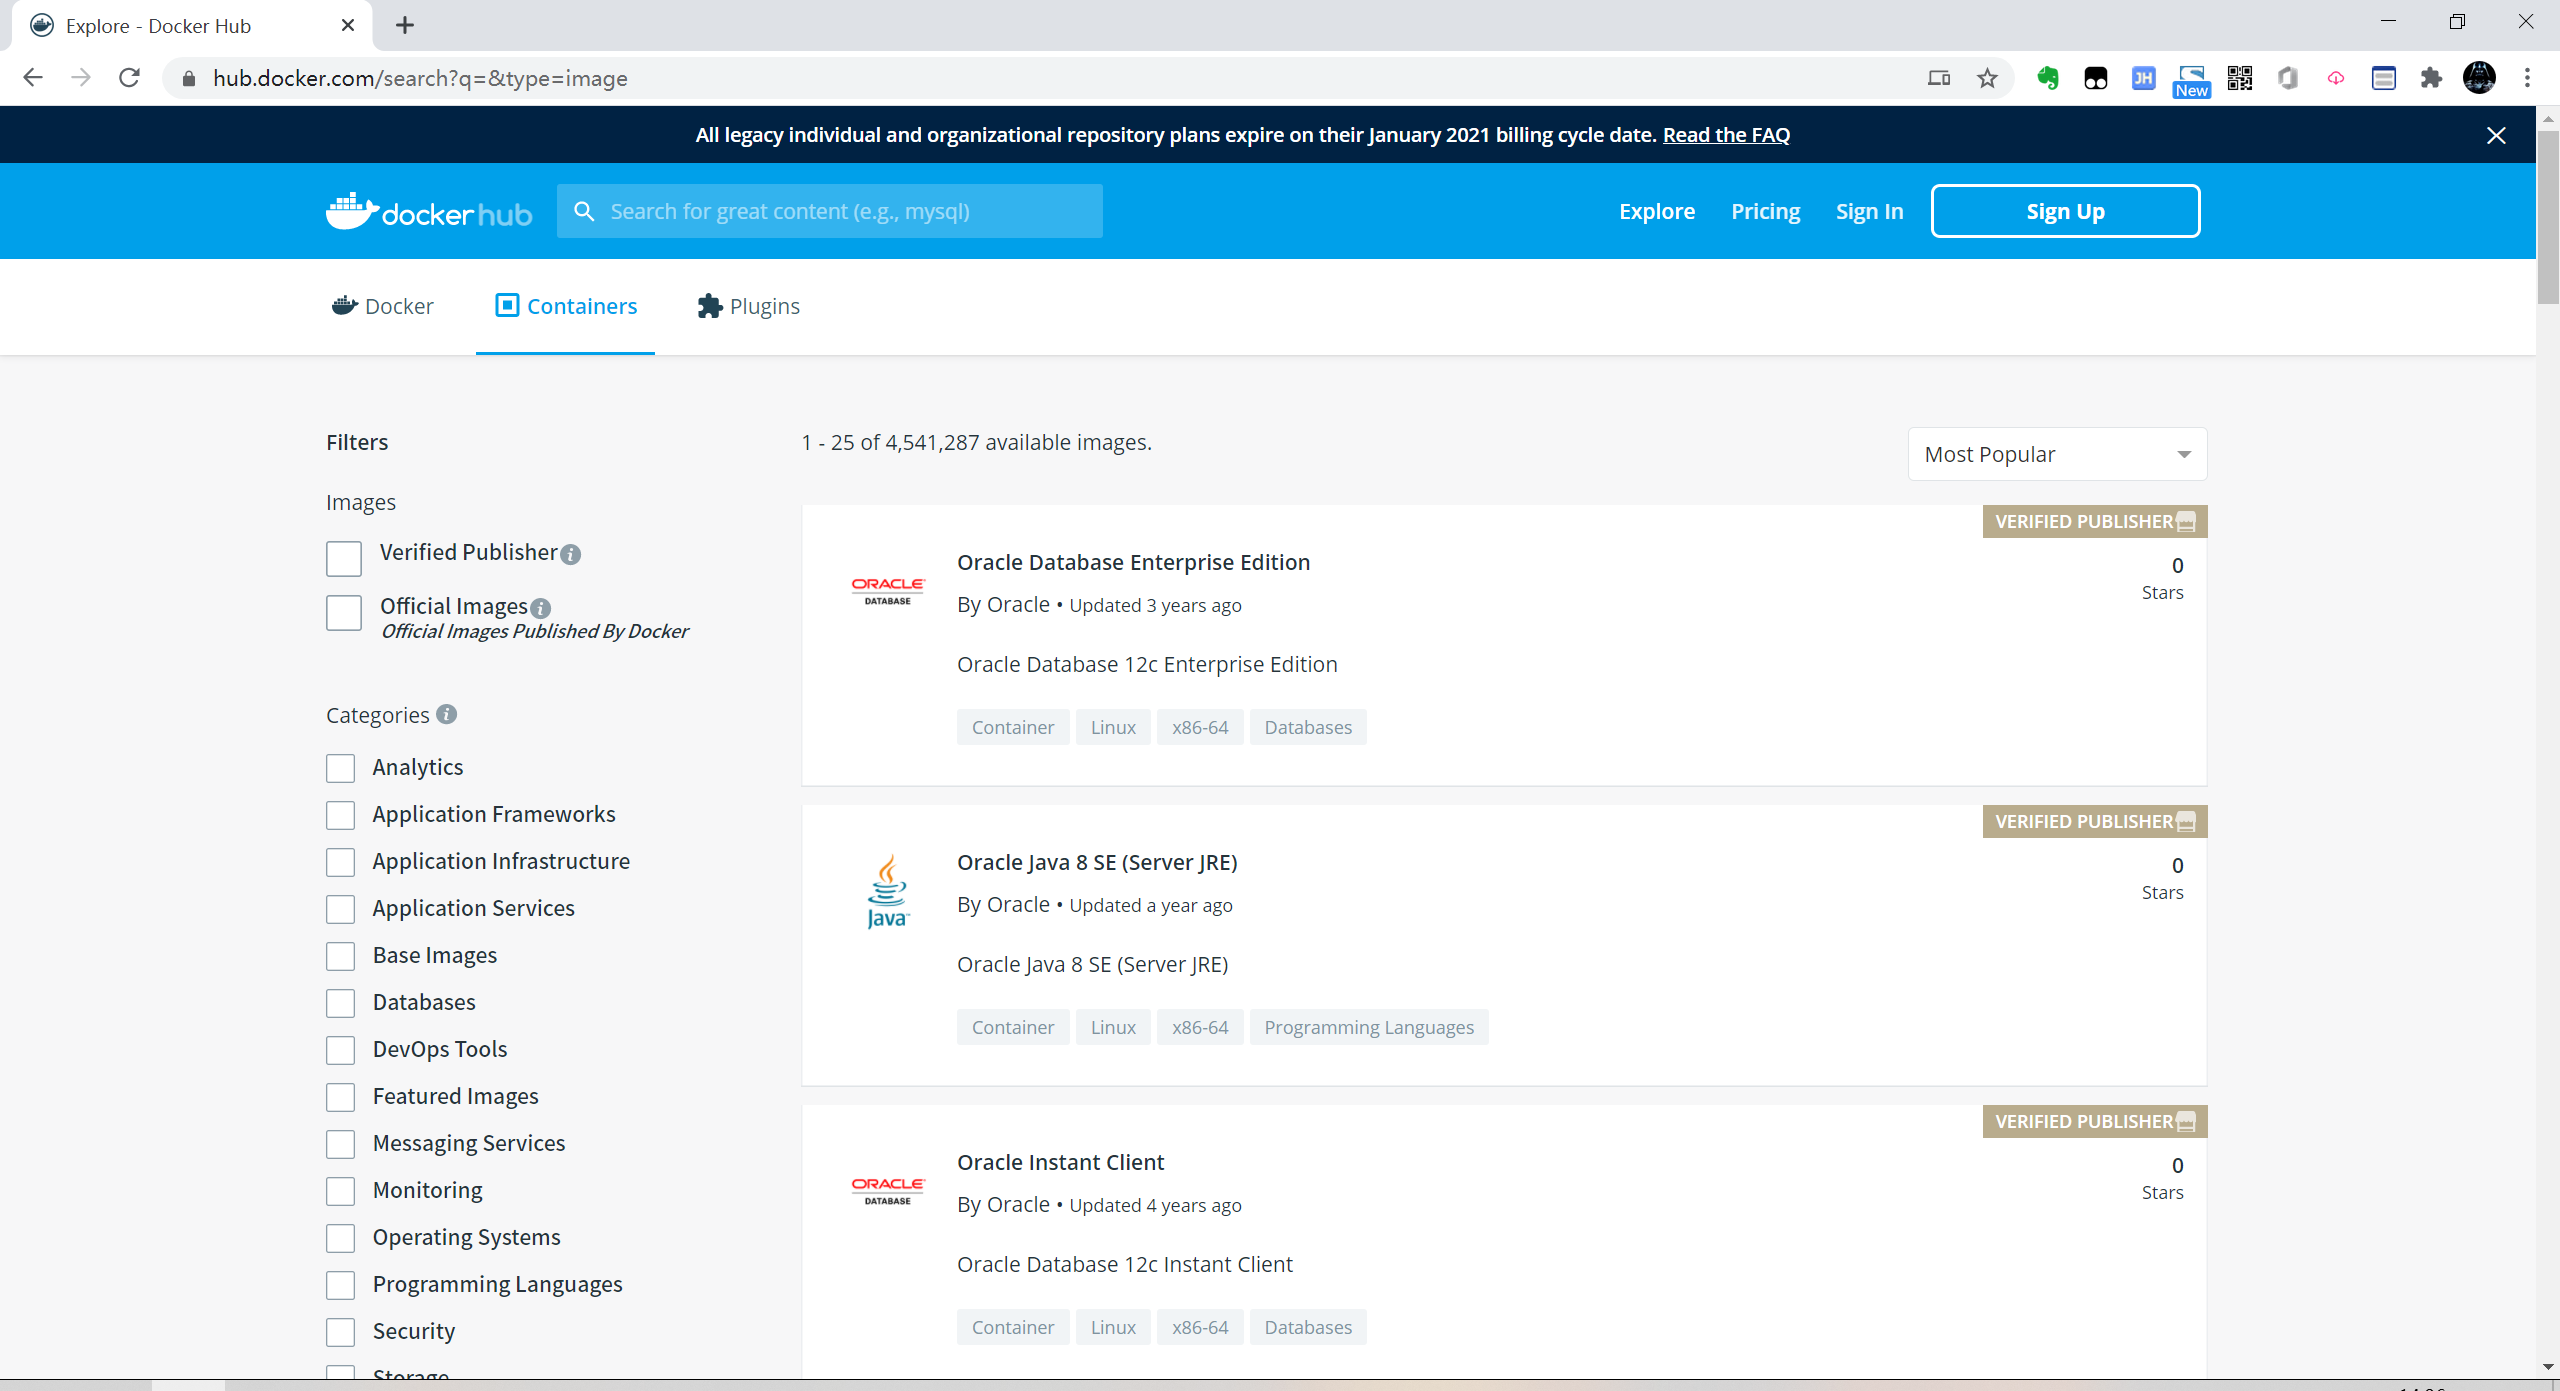 Explore - Docker Hub
hub.docker.com/search?q=&type=image
JH
New
All legacy individual and organizational repository plans expire on their January 2021 billing cycle date. Read the FAQ
docker hub
Search for great content (e.g., mysql)
Explore
Pricing
Sign In
Sign Up
Docker
Containers
Plugins
Filters
Images
Verified Publisher
Official Images
Official Images Published By Docker
Categories
Analytics
Application Frameworks
Application Infrastructure
Application Services
Base Images
Databases
DevOps Tools
Featured Images
Messaging Services
Monitoring
Operating Systems
Programming Languages
Security
Storage
1 - 25 of 4,541,287 available images.
Most Popular
VERIFIED PUBLISHER
ORACLE
DATABASE
Oracle Database Enterprise Edition
By Oracle • Updated 3 years ago
0
Stars
Oracle Database 12c Enterprise Edition
Container
Linux
x86-64
Databases
VERIFIED PUBLISHER
Java
Oracle Java 8 SE (Server JRE)
By Oracle • Updated a year ago
0
Stars
Oracle Java 8 SE (Server JRE)
Container
Linux
x86-64
Programming Languages
VERIFIED PUBLISHER
ORACLE
DATABASE
Oracle Instant Client
By Oracle • Updated 4 years ago
0
Stars
Oracle Database 12c Instant Client
Container
Linux
x86-64
Databases